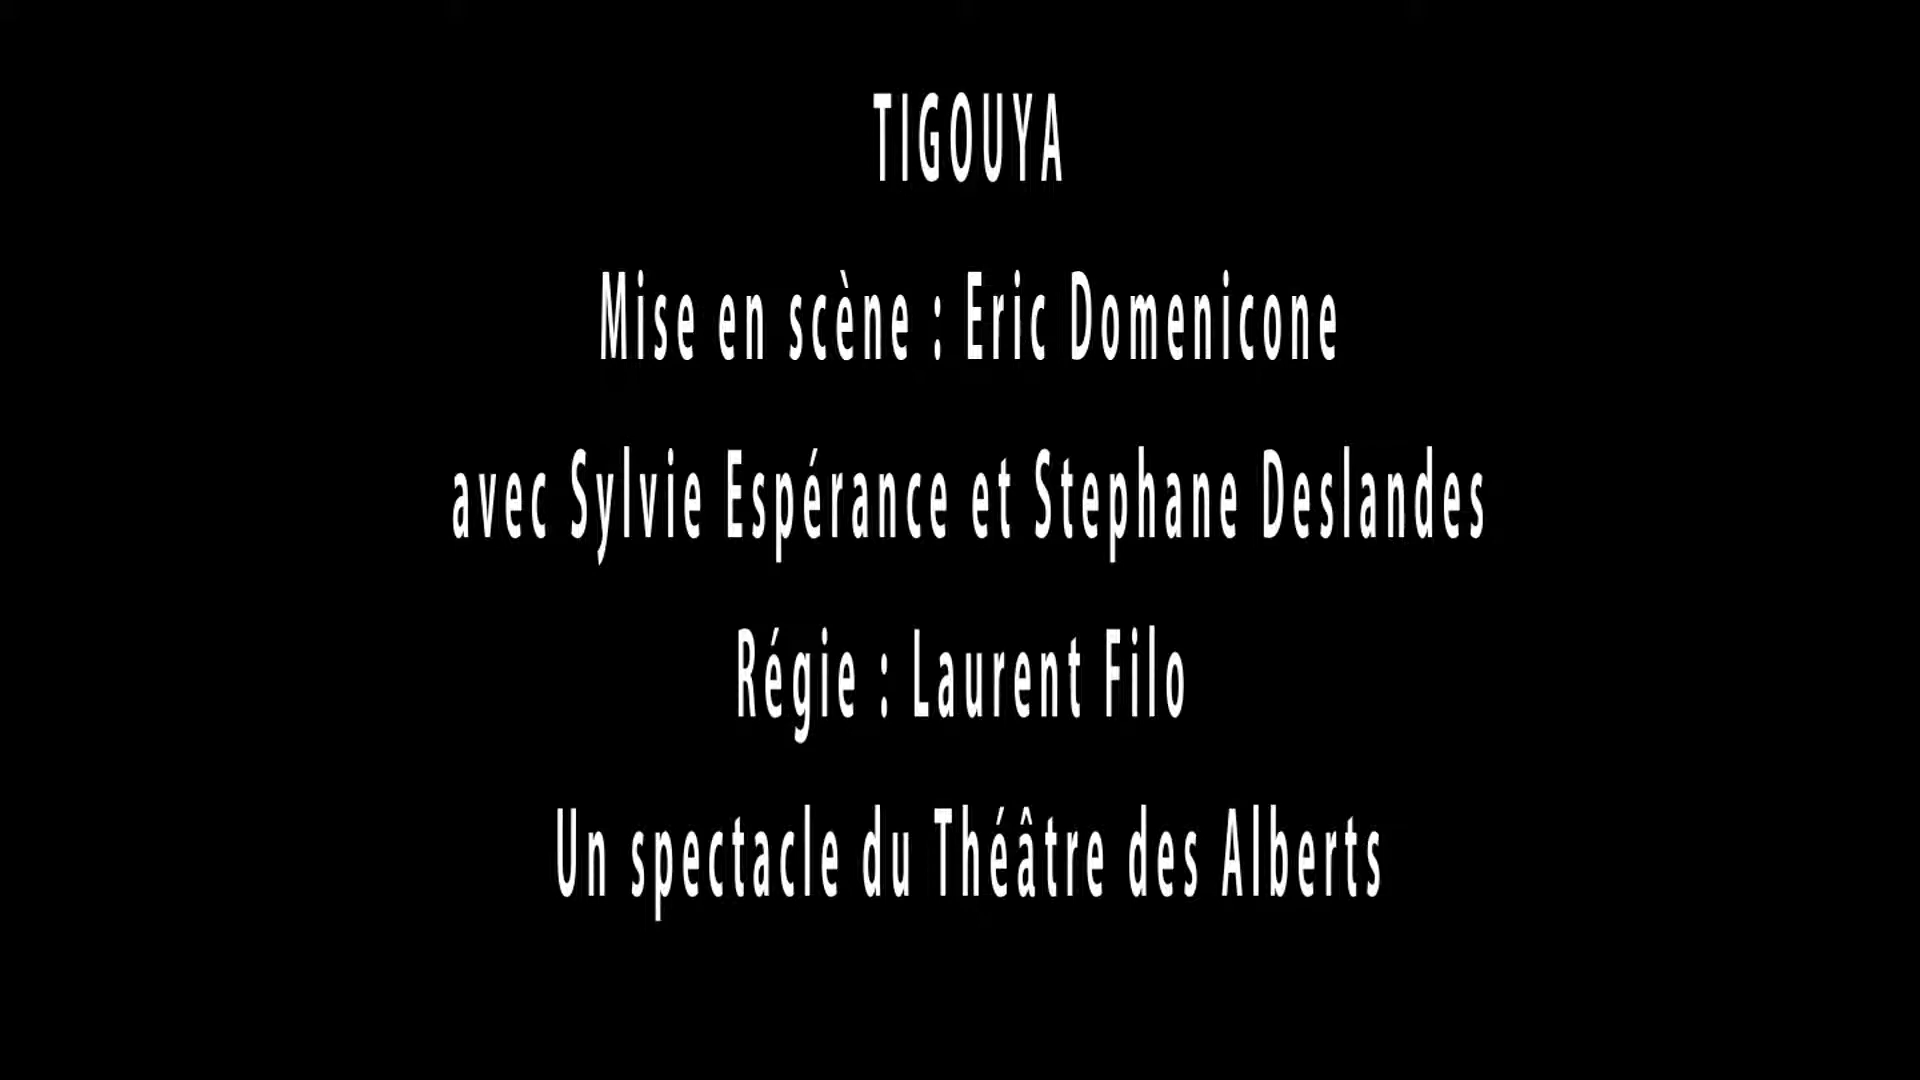 TIGOUYA
Mise en scène : Eric Domenicone
avec Sylvie Espérance et Stephane Deslandes
Régie : Laurent Filo
Un spectacle du Théâtre des Alberts